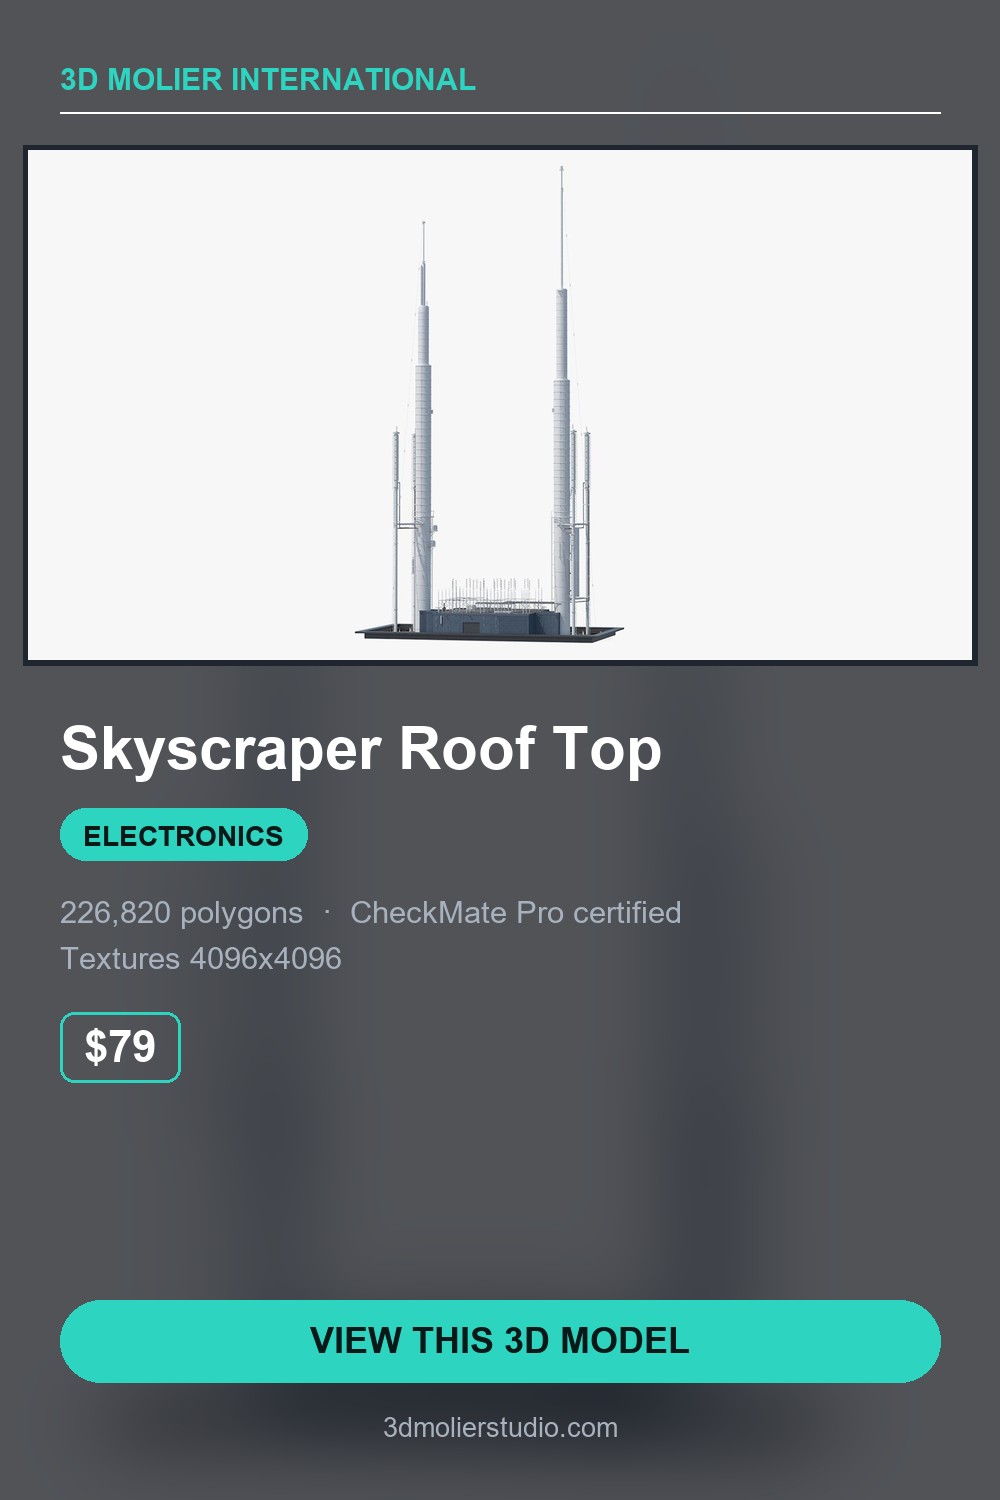 3D MOLIER INTERNATIONAL
Skyscraper Roof Top
ELECTRONICS
226,820 polygons · CheckMate Pro certified
Textures 4096x4096
$79
VIEW THIS 3D MODEL
3dmolierstudio.com